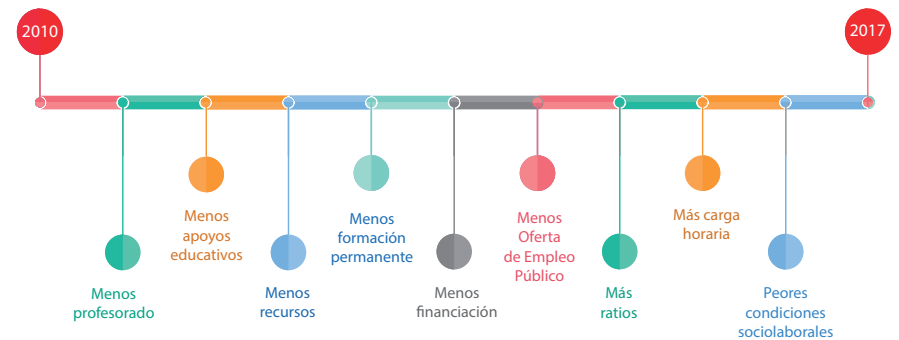 2010
2017
Menos
profesorado
Menos
apoyos
educativos
Menos
recursos
Menos
formación
permanente
Menos
financiación
Menos
Oferta
de Empleo
Público
Más
ratios
Más carga
horaria
Peores
condiciones
sociolaborales